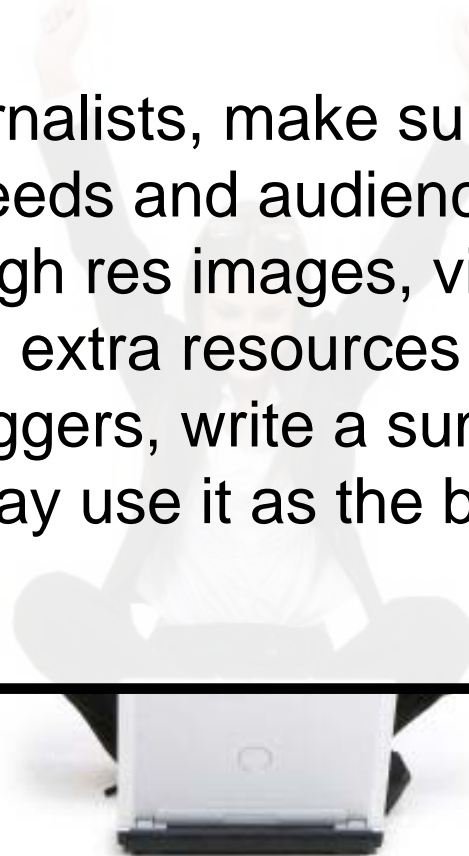 rnalists, make su
eeds and audienc
gh res images, vi
extra resources
ggers, write a sur
ay use it as the b